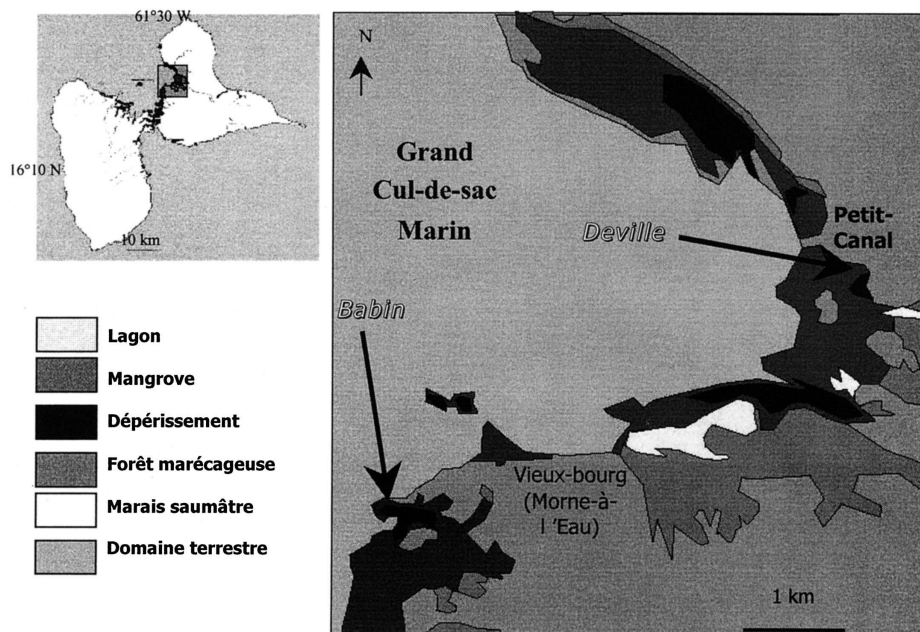 61°30 W
16°10 N
10 km
Lagon
Mangrove
Dépérissement
Forêt marécageuse
Marais saumâtre
Domaine terrestre
N
Grand
Cul-de-sac
Marin
Petit-
Canal
Deville
Babin
Vieux-bourg
(Morne-à-
l 'Eau)
1 km